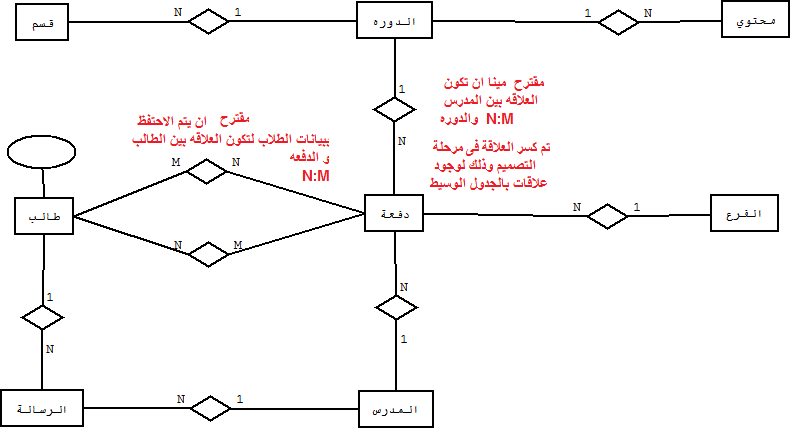 قسم
N
1
الدوره
1
N
محتوي
مقترح مينا ان تكون
العلاقه بين المدرس
والدوره N:M
1
N
مقترح ان يتم الاحتفظ
ببيانات الطلاب لتكون العلاقه بين الطالب
و الدفعه
N:M
تم كسر العلاقة فى مرحلة
التصميم وذلك لوجود
علاقات بالجدول الوسيط
M
N
طالب
دفعة
N
1
الفرع
N
M
1
N
N
1
الرسالة
N
1
المدرس